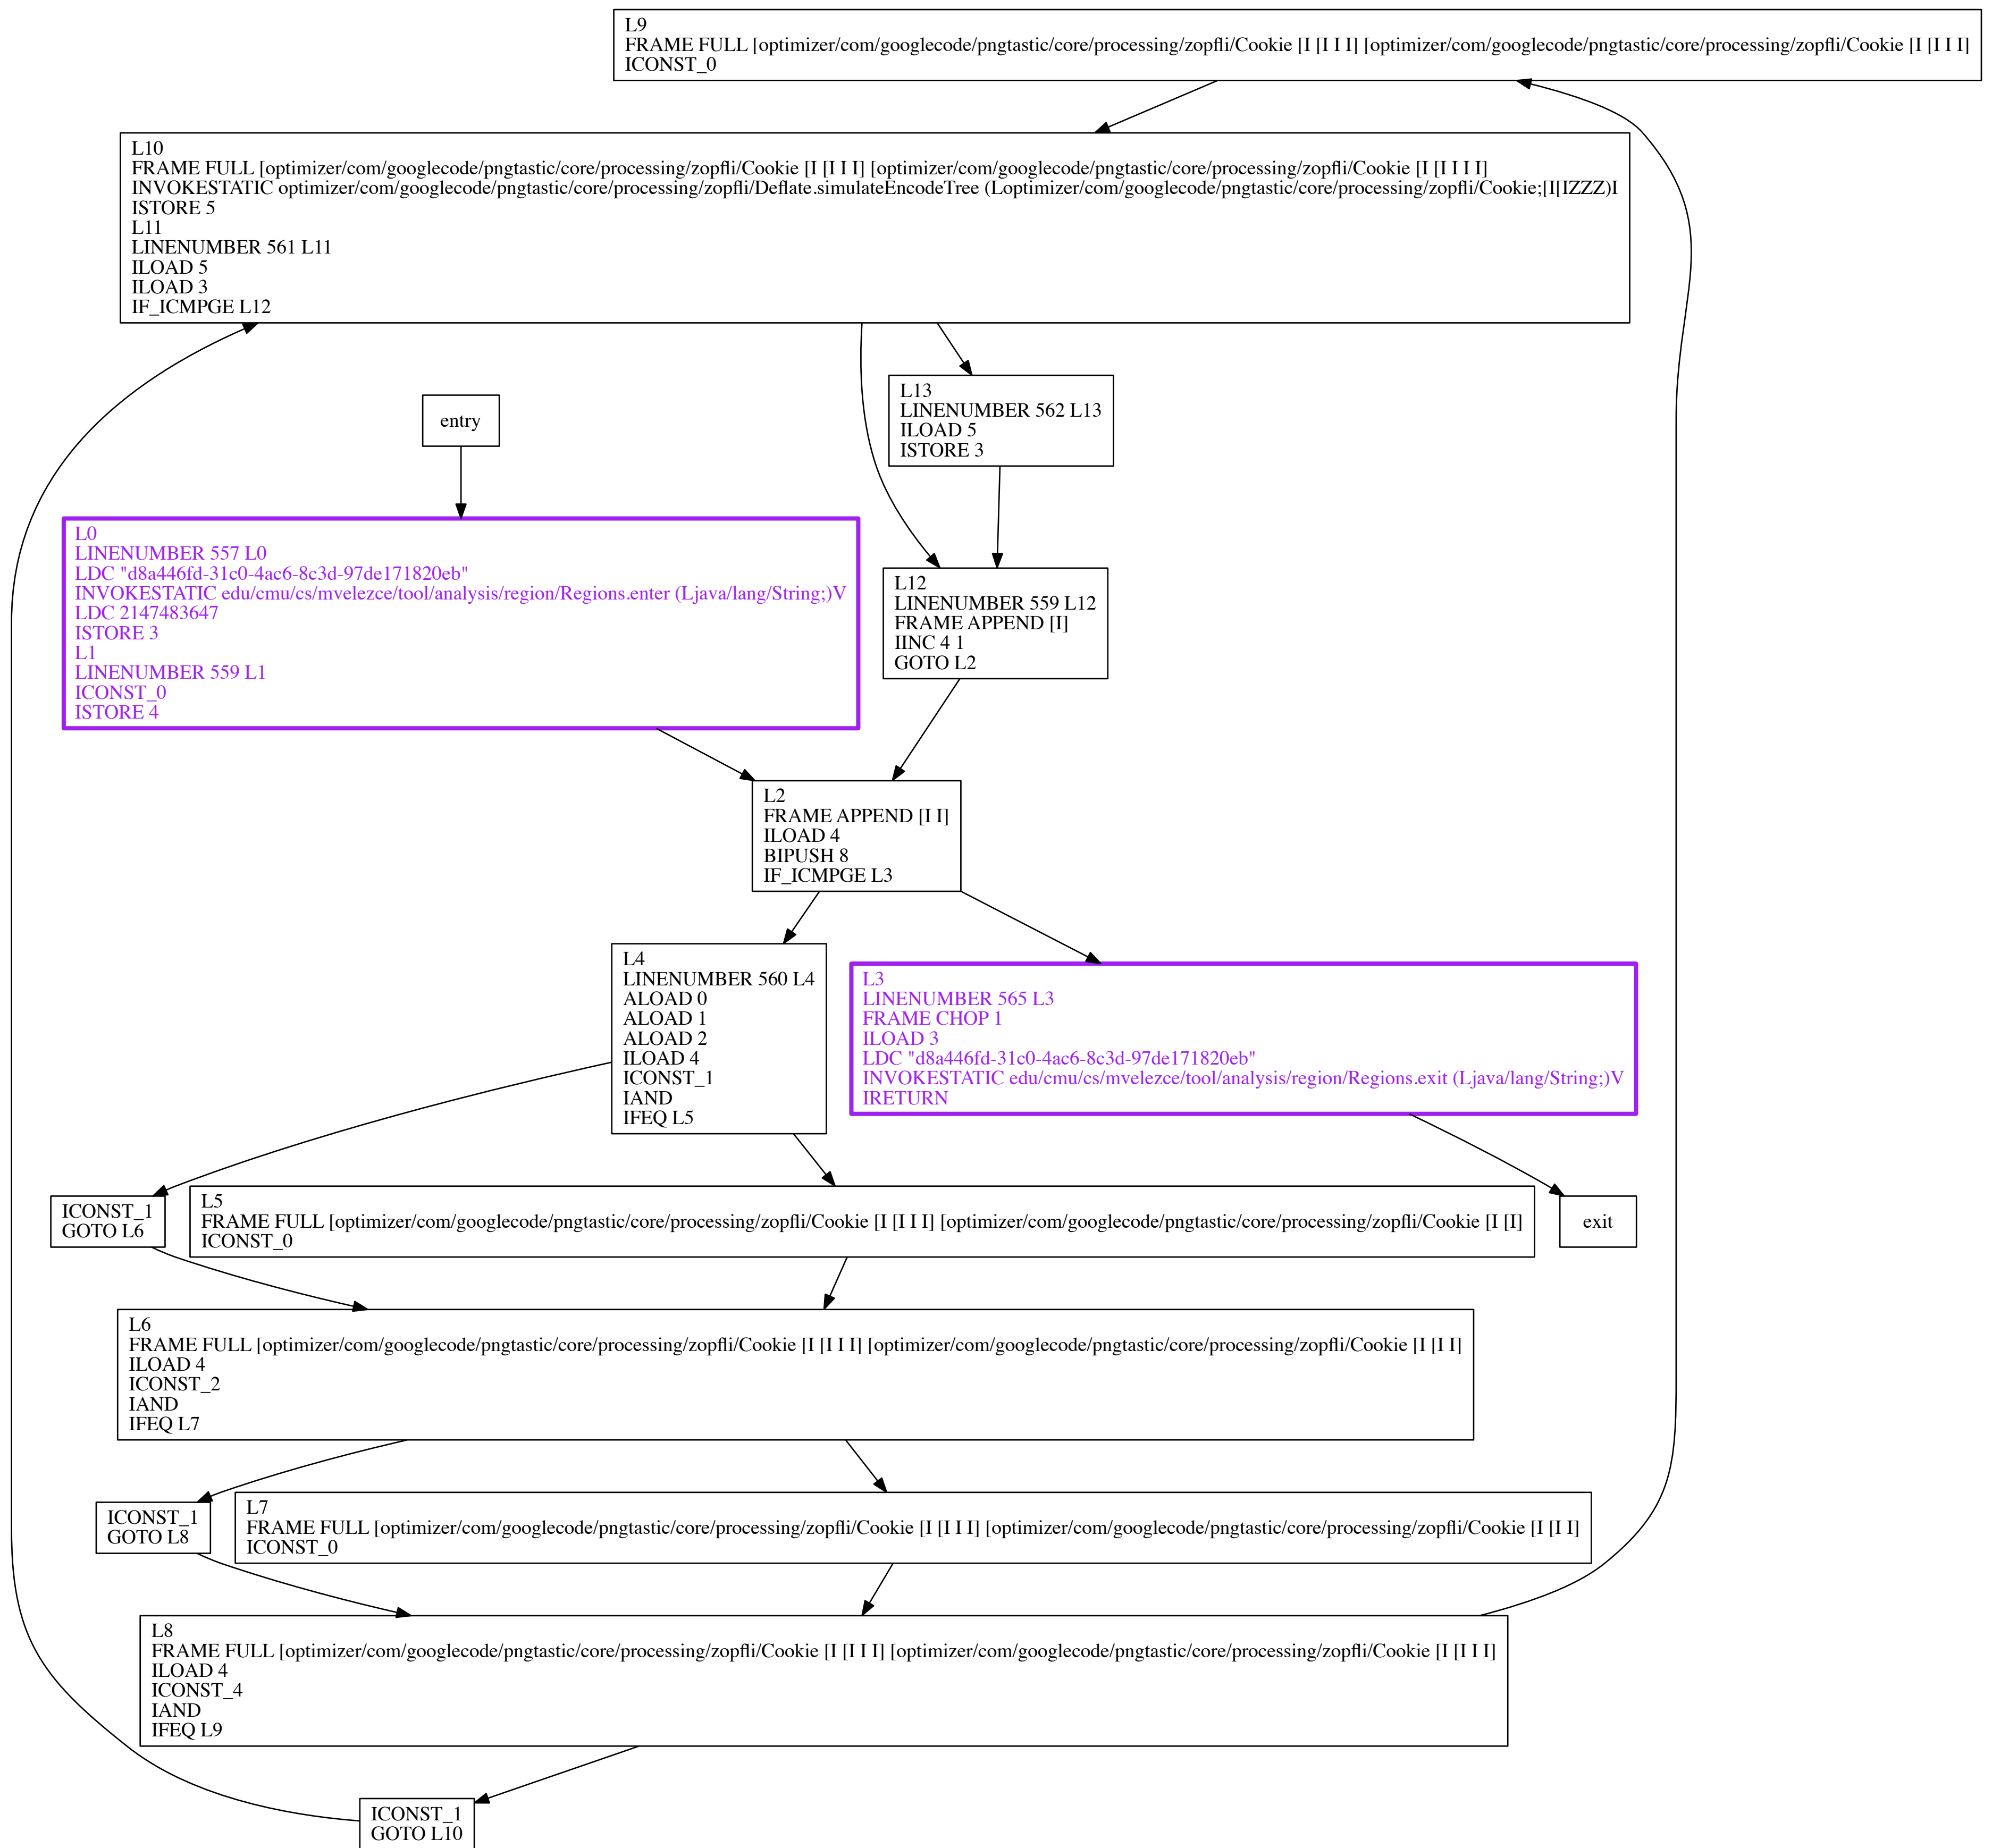 L9
FRAME FULL [optimizer/com/googlecode/pngtastic/core/processing/zopfli/Cookie [I [I I I] [optimizer/com/googlecode/pngtastic/core/processing/zopfli/Cookie [I [I I I]
ICONST_0
L10
FRAME FULL [optimizer/com/googlecode/pngtastic/core/processing/zopfli/Cookie [I [I I I] [optimizer/com/googlecode/pngtastic/core/processing/zopfli/Cookie [I [I I I I]
INVOKESTATIC optimizer/com/googlecode/pngtastic/core/processing/zopfli/Deflate.simulateEncodeTree (Loptimizer/com/googlecode/pngtastic/core/processing/zopfli/Cookie;[I[IZZZ)I
ISTORE 5
L11
LINENUMBER 561 L11
ILOAD 5
ILOAD 3
IF_ICMPGE L12
L13
LINENUMBER 562 L13
ILOAD 5
ISTORE 3
entry
L0
LINENUMBER 557 L0
LDC "d8a446fd-31c0-4ac6-8c3d-97de171820eb"
INVOKESTATIC edu/cmu/cs/mvelezce/tool/analysis/region/Regions.enter (Ljava/lang/String;)V
LDC 2147483647
ISTORE 3
L1
LINENUMBER 559 L1
ICONST_0
ISTORE 4
L12
LINENUMBER 559 L12
FRAME APPEND [I]
IINC 4 1
GOTO L2
L2
FRAME APPEND [I I]
ILOAD 4
BIPUSH 8
IF_ICMPGE L3
L4
LINENUMBER 560 L4
ALOAD 0
ALOAD 1
ALOAD 2
ILOAD 4
ICONST_1
IAND
IFEQ L5
L3
LINENUMBER 565 L3
FRAME CHOP 1
ILOAD 3
LDC "d8a446fd-31c0-4ac6-8c3d-97de171820eb"
INVOKESTATIC edu/cmu/cs/mvelezce/tool/analysis/region/Regions.exit (Ljava/lang/String;)V
IRETURN
ICONST_1
GOTO L6
L5
FRAME FULL [optimizer/com/googlecode/pngtastic/core/processing/zopfli/Cookie [I [I I I] [optimizer/com/googlecode/pngtastic/core/processing/zopfli/Cookie [I [I]
ICONST_0
exit
L6
FRAME FULL [optimizer/com/googlecode/pngtastic/core/processing/zopfli/Cookie [I [I I I] [optimizer/com/googlecode/pngtastic/core/processing/zopfli/Cookie [I [I I]
ILOAD 4
ICONST_2
IAND
IFEQ L7
ICONST_1
GOTO L8
L7
FRAME FULL [optimizer/com/googlecode/pngtastic/core/processing/zopfli/Cookie [I [I I I] [optimizer/com/googlecode/pngtastic/core/processing/zopfli/Cookie [I [I I]
ICONST_0
L8
FRAME FULL [optimizer/com/googlecode/pngtastic/core/processing/zopfli/Cookie [I [I I I] [optimizer/com/googlecode/pngtastic/core/processing/zopfli/Cookie [I [I I I]
ILOAD 4
ICONST_4
IAND
IFEQ L9
ICONST_1
GOTO L10